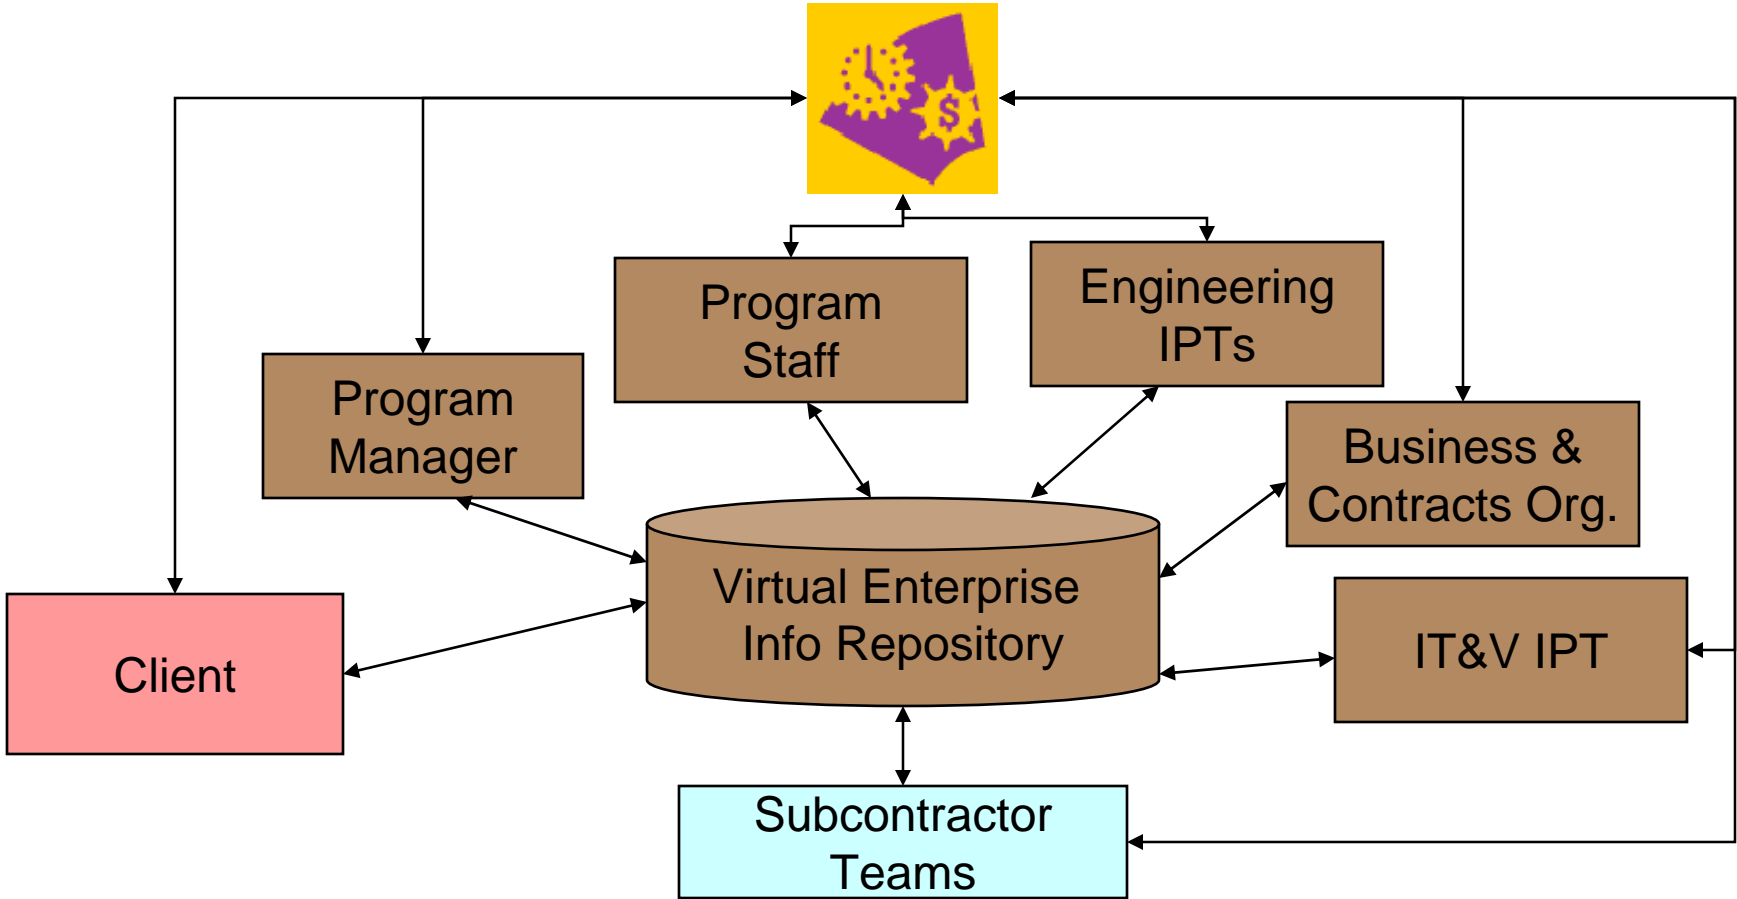 $
Program
Staff
Engineering
IPTs
Program
Manager
Business &
Contracts Org.
Virtual Enterprise
Info Repository
IT&V IPT
Client
Subcontractor
Teams